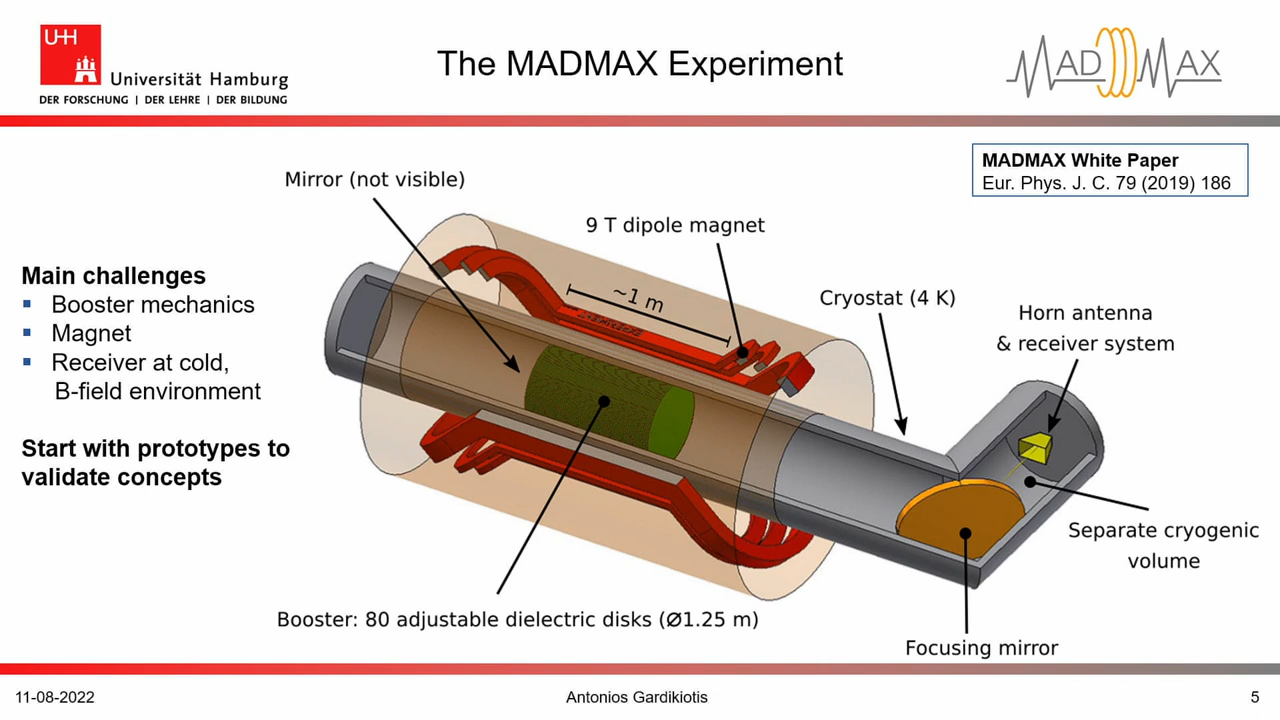 UHH
Universität Hamburg
DER FORSCHUNG | DER LEHRE | DER BILDUNG
The MADMAX Experiment
MAD MAX
MADMAX White Paper
Eur. Phys. J. C. 79 (2019) 186
Mirror (not visible)
9 T dipole magnet
~1 m
Cryostat (4 K)
Horn antenna
& receiver system
Main challenges
▪ Booster mechanics
▪ Magnet
▪ Receiver at cold,
B-field environment
Start with prototypes to
validate concepts
Separate cryogenic
volume
Booster: 80 adjustable dielectric disks (Ø1.25 m)
Focusing mirror
11-08-2022
Antonios Gardikiotis
5